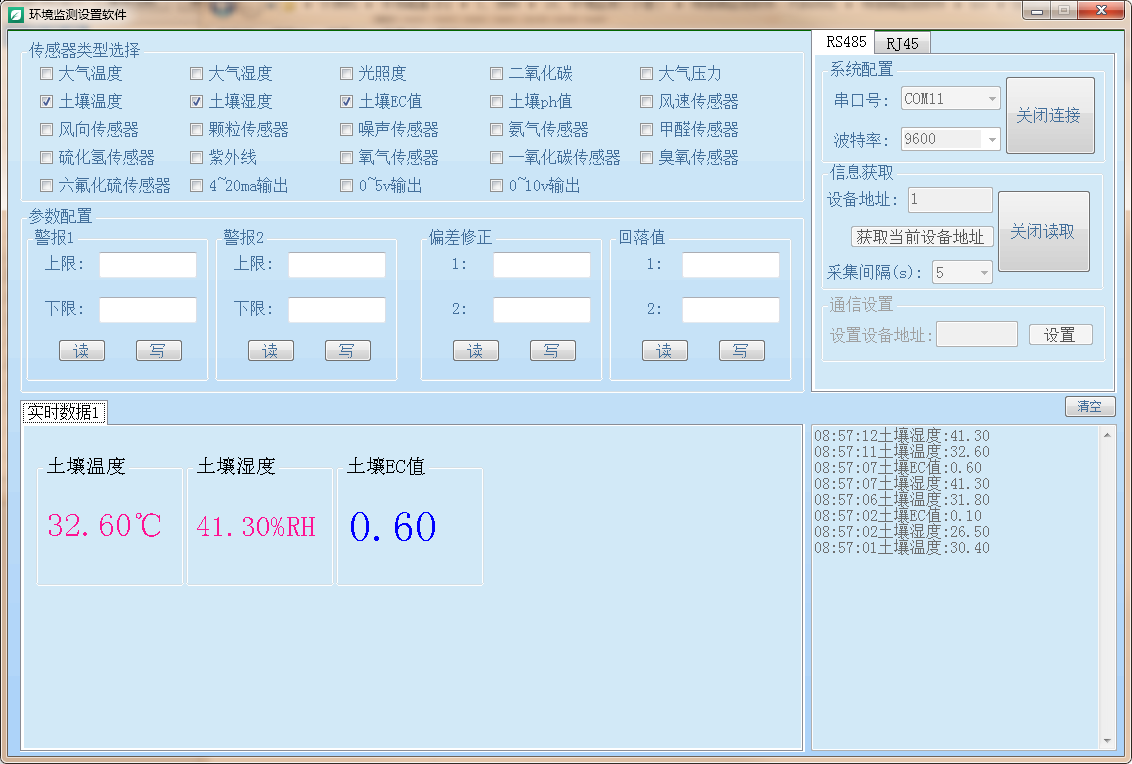 环境监测设置软件
传感器类型选择
大气温度 大气湿度 光照度 二氧化碳 大气压力
土壤温度 土壤湿度 土壤EC值 土壤ph值 风速传感器
风向传感器 颗粒传感器 噪声传感器 氨气传感器 甲醛传感器
硫化氢传感器 紫外线 氧气传感器 一氧化碳传感器 臭氧传感器
六氟化硫传感器 4~20ma输出 0~5v输出 0~10v输出
参数配置
警报1 警报2 偏差修正 回落值
上限: 上限: 1: 1:
下限: 下限: 2: 2:
读 写 读 写 读 写 读 写
RS485 RJ45
系统配置
串口号: COM11 关闭连接
波特率: 9600
信息获取
设备地址: 1 关闭读取
获取当前设备地址
采集间隔(s): 5
通信设置
设置设备地址: 设置
清空
实时数据1
土壤温度 土壤湿度 土壤EC值
32.60℃ 41.30%RH 0.60
08:57:12土壤湿度:41.30
08:57:11土壤温度:32.60
08:57:07土壤EC值:0.60
08:57:07土壤湿度:41.30
08:57:06土壤温度:31.80
08:57:02土壤EC值:0.10
08:57:02土壤湿度:26.50
08:57:01土壤温度:30.40